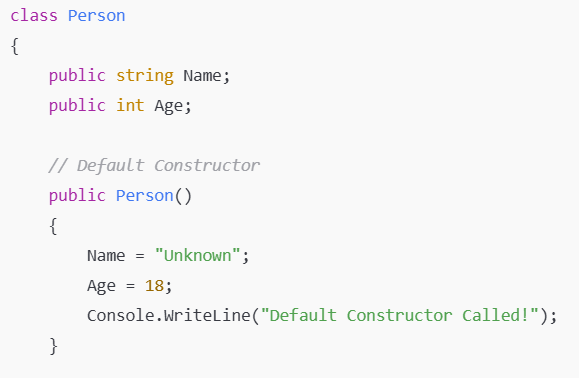 class Person
{
    public string Name;
    public int Age;

    // Default Constructor
    public Person()
    {
        Name = "Unknown";
        Age = 18;
        Console.WriteLine("Default Constructor Called!");
    }